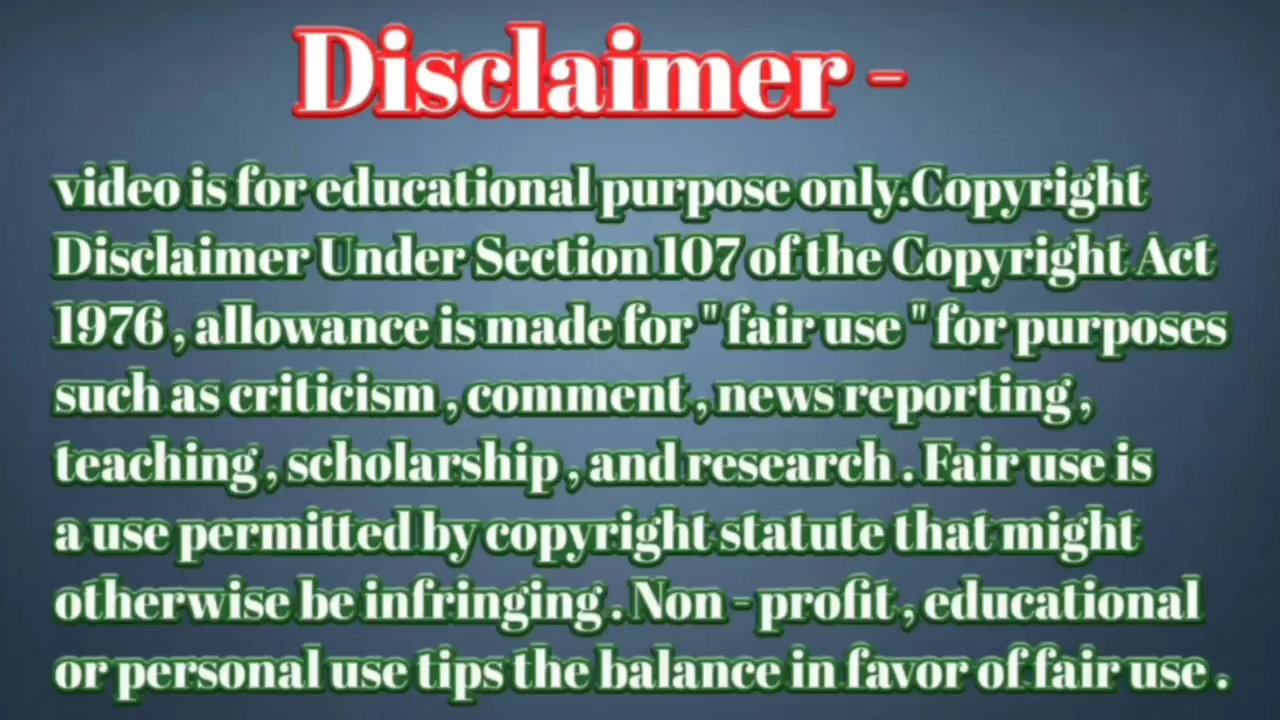 Disclaimer -
video is for educational purpose only.Copyright
Disclaimer Under Section 107 of the Copyright Act
1976 , allowance is made for " fair use " for purposes
such as criticism , comment , news reporting ,
teaching , scholarship , and research . Fair use is
a use permitted by copyright statute that might
otherwise be infringing . Non - profit , educational
or personal use tips the balance in favor of fair use .